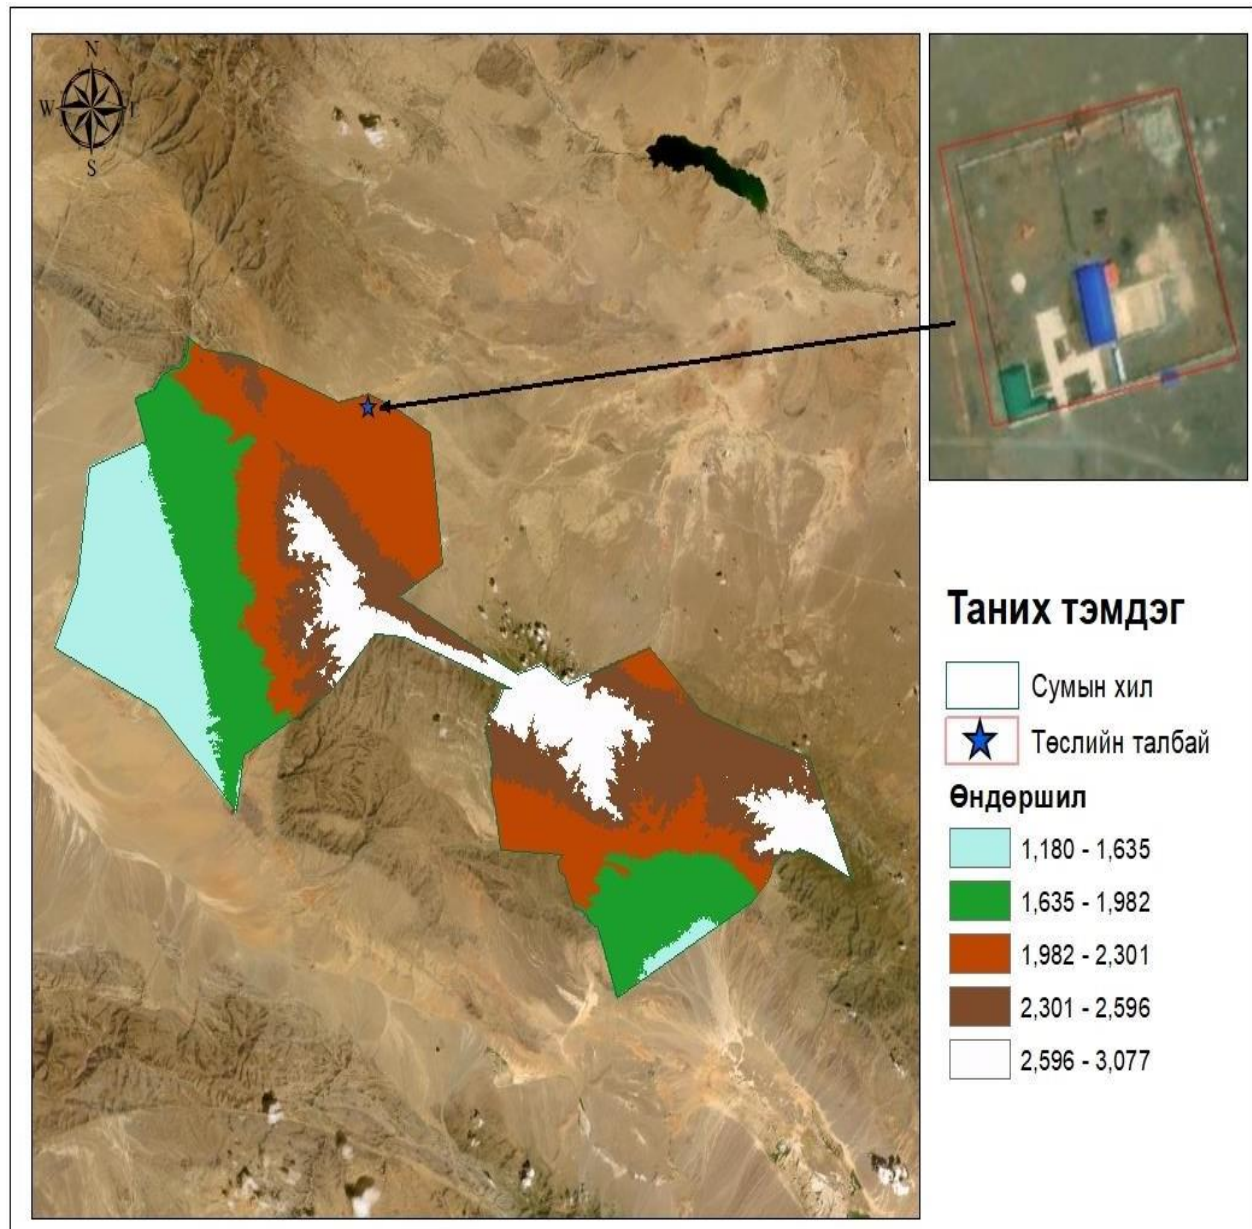 N
W E
S
Таних тэмдэг
Сумын хил
Төслийн талбай
Өндөршил
1,180 - 1,635
1,635 - 1,982
1,982 - 2,301
2,301 - 2,596
2,596 - 3,077